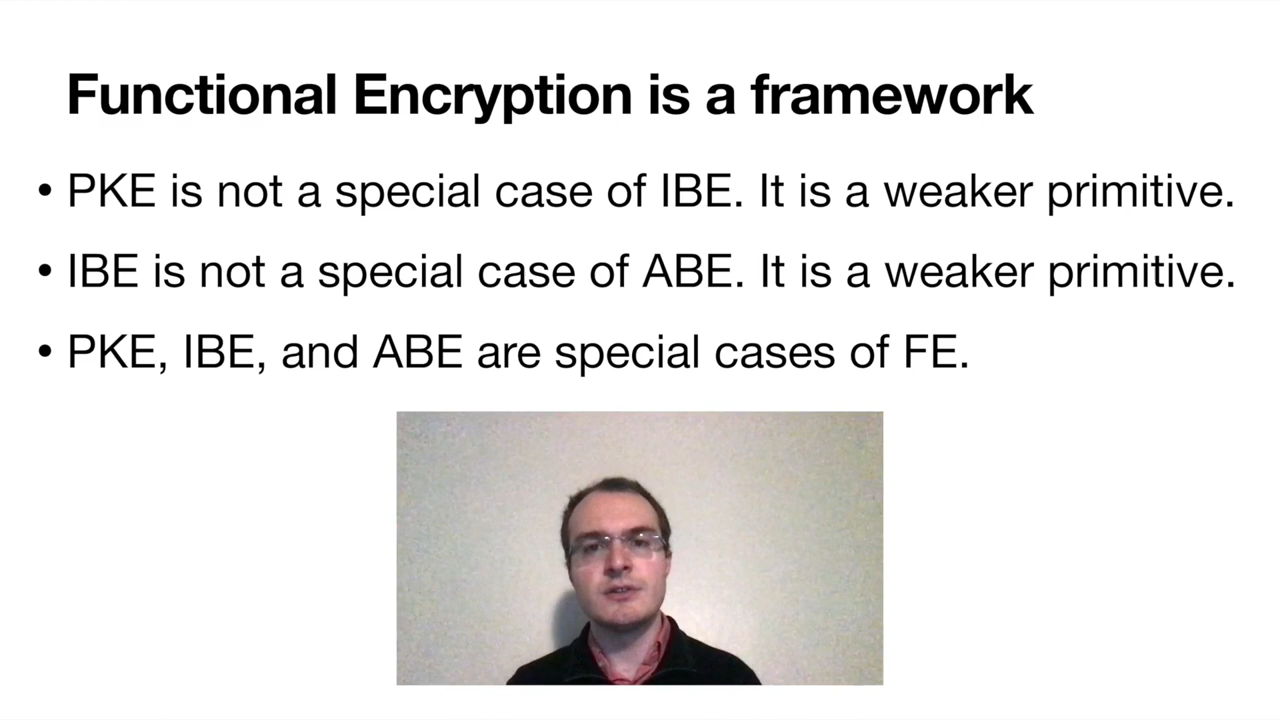 Functional Encryption is a framework
• PKE is not a special case of IBE. It is a weaker primitive.
• IBE is not a special case of ABE. It is a weaker primitive.
• PKE, IBE, and ABE are special cases of FE.